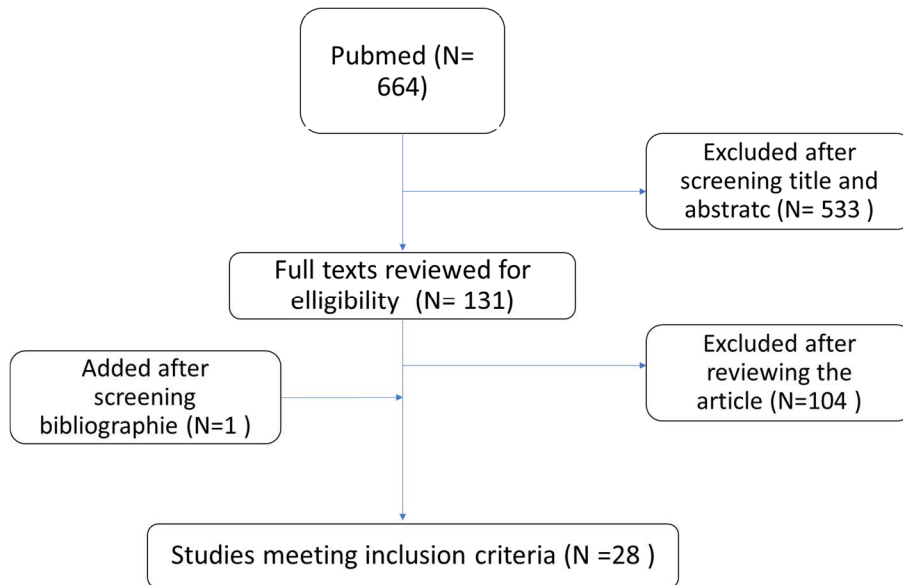 Pubmed (N=
664)
Excluded after
screening title and
abstratc (N= 533 )
Full texts reviewed for
elligibility  (N= 131)
Added after
screening
bibliographie (N=1 )
Excluded after
reviewing the
article (N=104 )
Studies meeting inclusion criteria (N =28 )